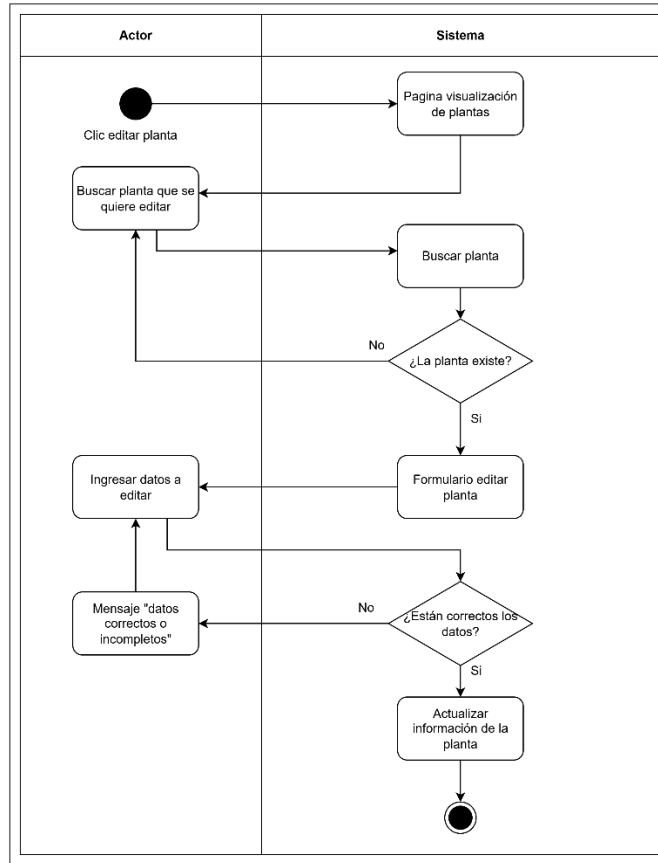 Actor
Sistema
Clic editar planta
Pagina visualización
de plantas
Buscar planta que se
quiere editar
Buscar planta
No
¿La planta existe?
Si
Ingresar datos a
editar
Formulario editar
planta
Mensaje "datos
correctos o
incompletos"
No
¿Están correctos los
datos?
Si
Actualizar
información de la
planta